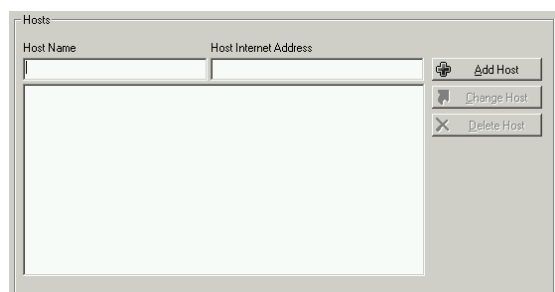 Hosts
Host Name Host Internet Address
Add Host
Change Host
Delete Host